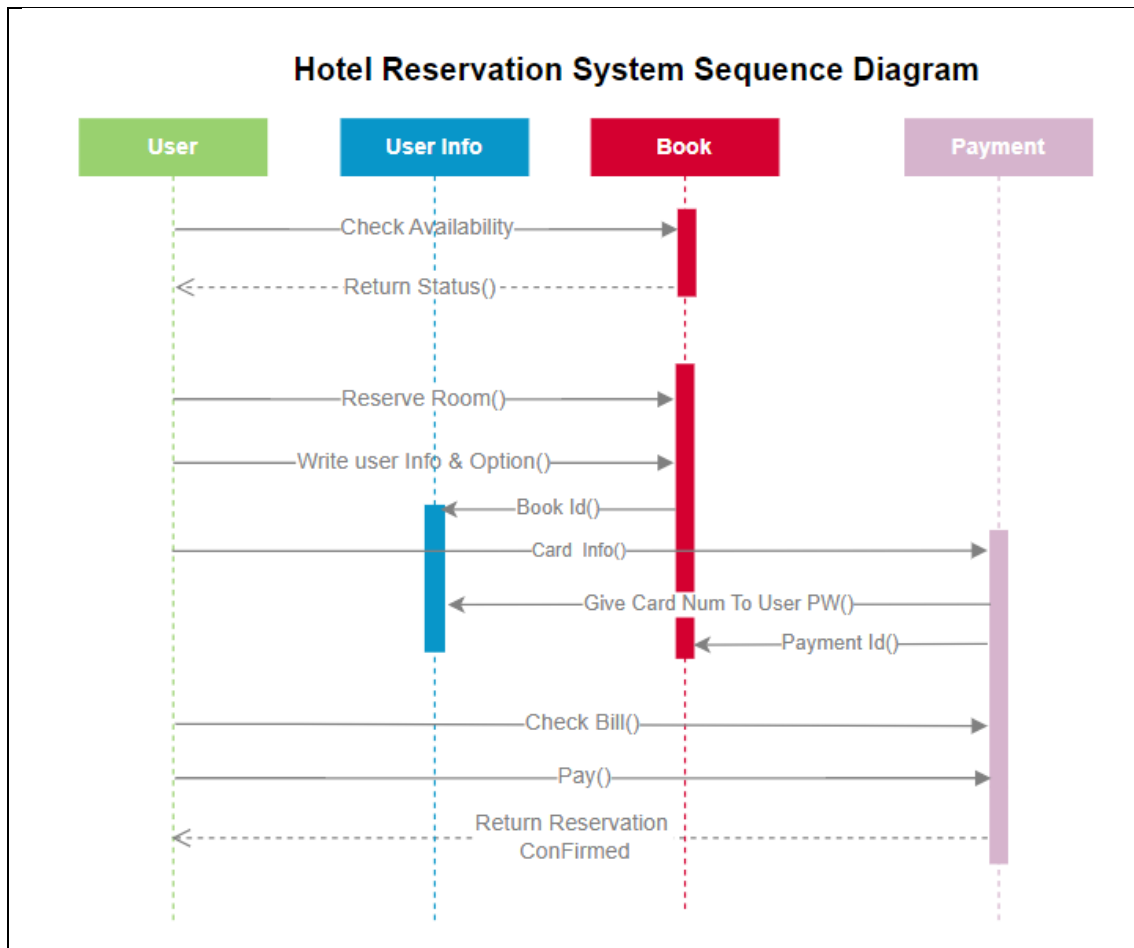 Hotel Reservation System Sequence Diagram
User
User Info
Book
Payment
Check Availability
Return Status()
Reserve Room()
Write user Info & Option()
Book Id()
Card Info()
Give Card Num To User PW()
Payment Id()
Check Bill()
Pay()
Return Reservation
ConFirmed